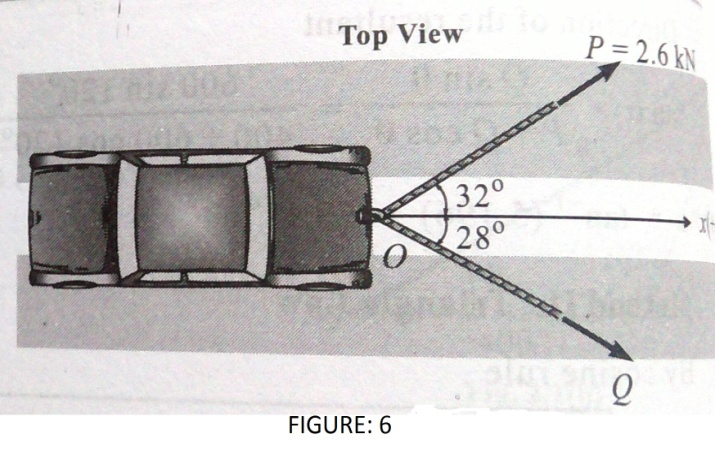 Top View
P = 2.6 kN
32°
28°
O
Q
FIGURE: 6